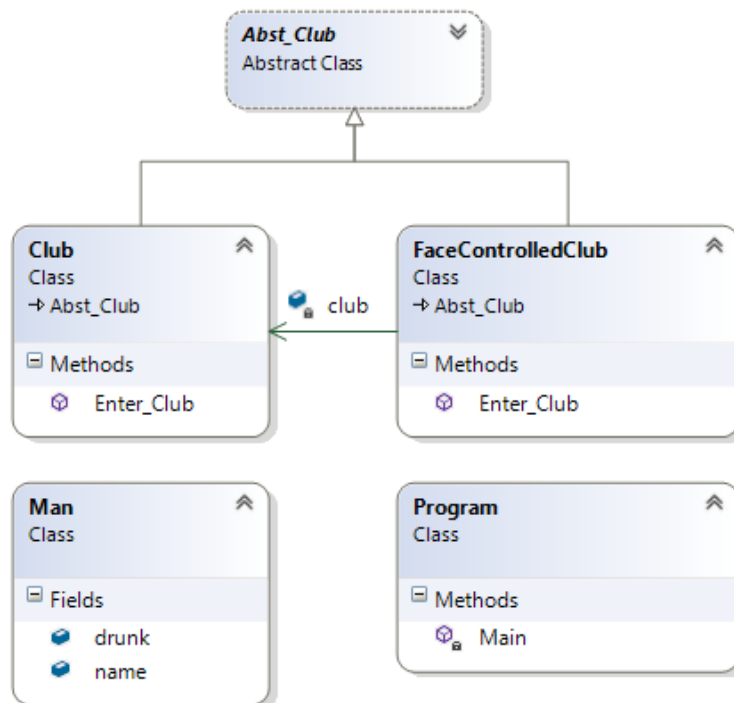 Abst_Club
Abstract Class
Club
Class
Abst_Club
Methods
Enter_Club
club
FaceControlledClub
Class
Abst_Club
Methods
Enter_Club
Man
Class
Fields
drunk
name
Program
Class
Methods
Main